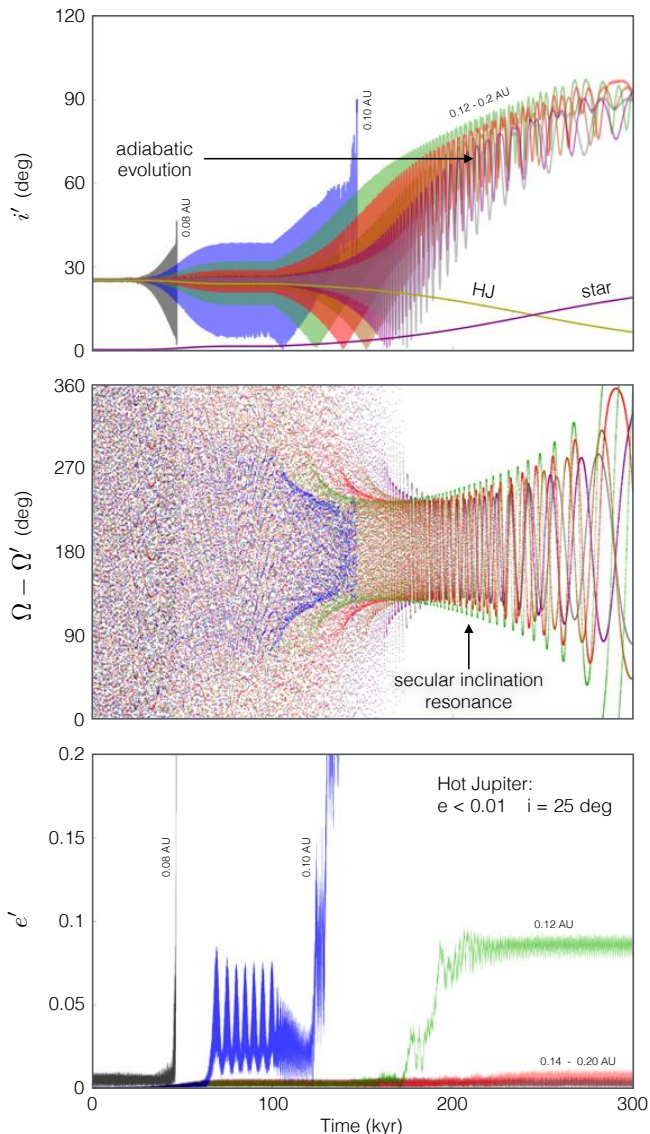 120
90
60
30
0
i′ (deg)
adiabatic
evolution
0.08 AU
0.10 AU
0.12 - 0.2 AU
HJ
star
360
270
180
90
0
Ω − Ω′ (deg)
secular inclination
resonance
0.2
0.15
0.1
0.05
0
e′
Hot Jupiter:
e < 0.01 i = 25 deg
0.08 AU
0.10 AU
0.12 AU
0.14 - 0.20 AU
0
100
200
300
Time (kyr)